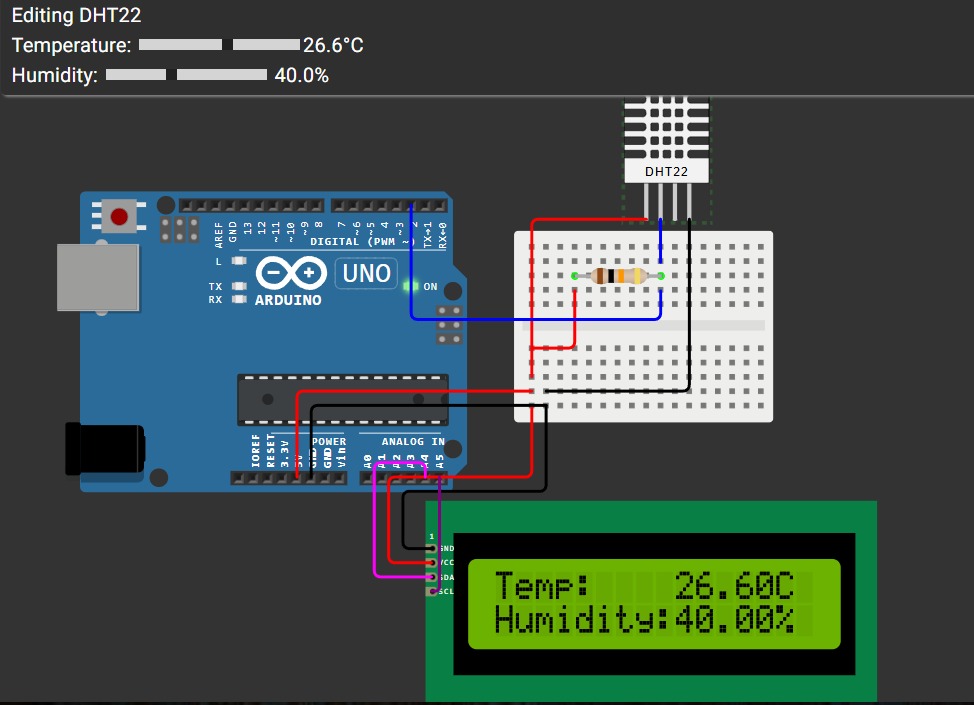 Editing DHT22
Temperature: 26.6°C
Humidity: 40.0%
DHT22
AREF
GND
13
12
~11
~10
~9
8
7
~6
~5
4
~3
2
TX→1
RX←0
DIGITAL (PWM ~)
L
TX
RX
UNO
ON
ARDUINO
IOREF
RESET
3.3V
5V
GND
GND
Vin
POWER
ANALOG IN
A0
A1
A2
A3
A4
A5
1
GND
VCC
SDA
SCL
Temp: 26.60C
Humidity:40.00%